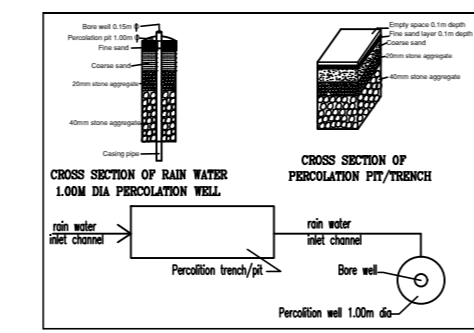 Bore well 0.15m ϕ
Percolation pit 1.00m ϕ
Fine sand
Coarse sand
20mm stone aggregate
40mm stone aggregate
Casing pipe
CROSS SECTION OF RAIN WATER
1.00M DIA PERCOLATION WELL
Empty space 0.1m depth
Fine sand layer 0.1m depth
Coarse sand
20mm stone aggregate
40mm stone aggregate
CROSS SECTION OF
PERCOLATION PIT/TRENCH
rain water
inlet channel
Percolition trench/pit
rain water
inlet channel
Bore well
Percolition well 1.00m dia